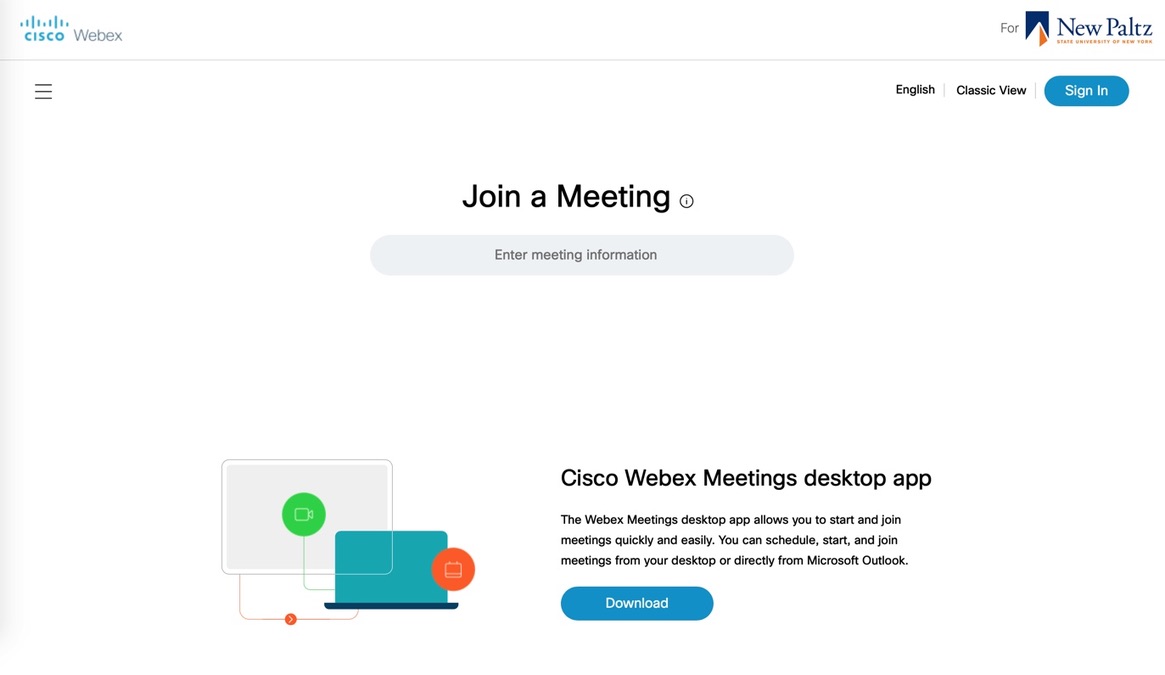 CISCO Webex
For New Paltz
STATE UNIVERSITY OF NEW YORK
English
Classic View
Sign In
Join a Meeting
Enter meeting information
Cisco Webex Meetings desktop app
The Webex Meetings desktop app allows you to start and join
meetings quickly and easily. You can schedule, start, and join
meetings from your desktop or directly from Microsoft Outlook.
Download